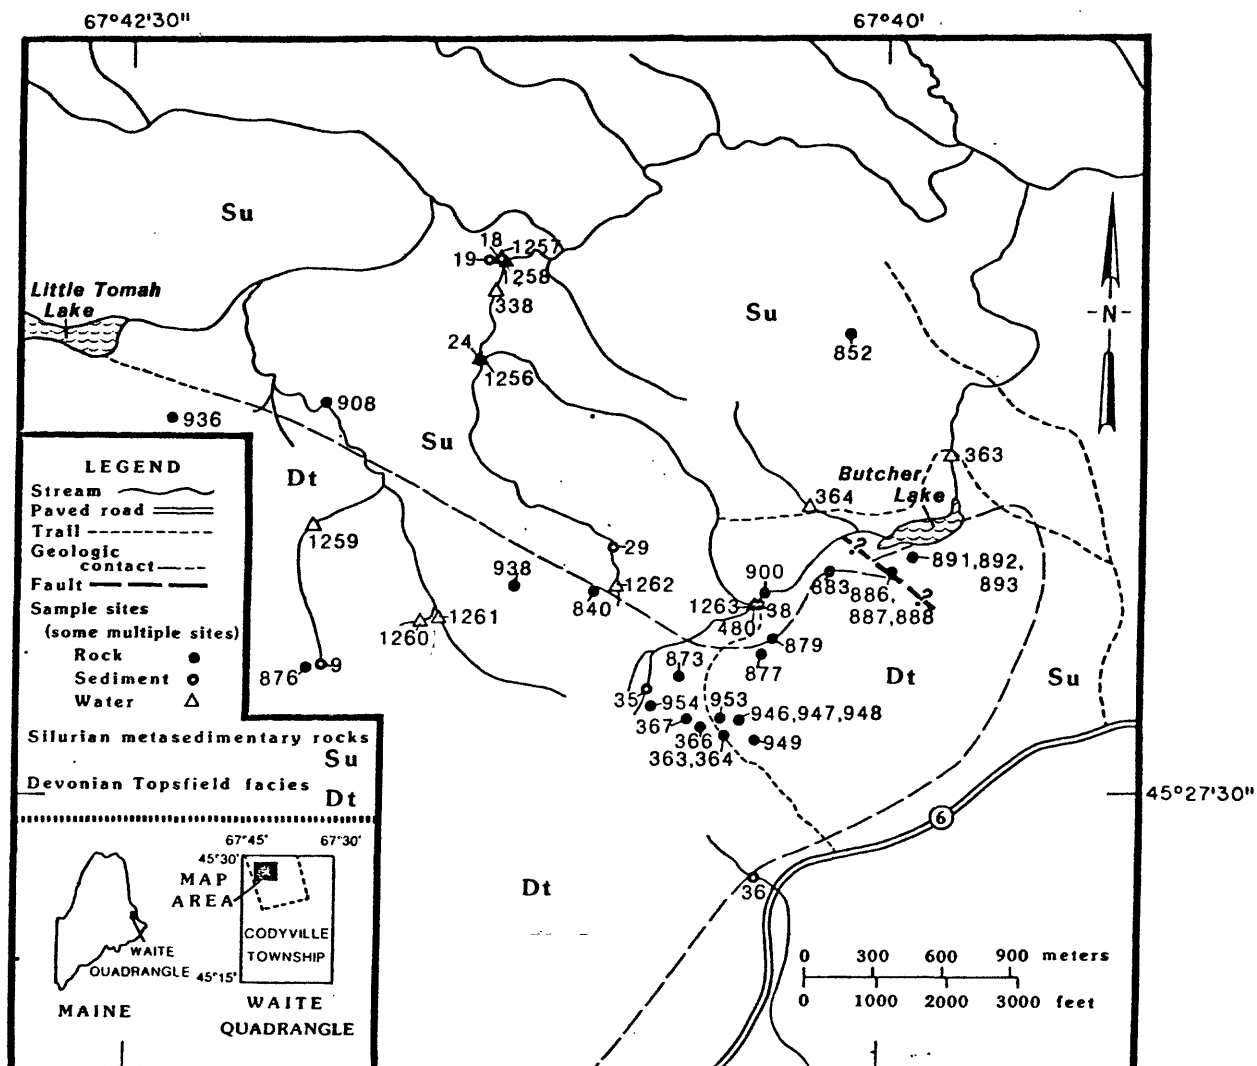 67°42'30"
67°40'
Su
18
1257
19
1258
338
Little Tomah
Lake
Su
-N-
24
852
1256
908
936
Su
363
LEGEND
Dt
Butcher
Lake
Stream
364
Paved road
Trail
1259
Geologic
contact
29
?
891,892,
893
Fault
938
1262
900
883
886,
887,888
?
Sample sites
840
1263
38
(some multiple sites)
1261
480
1260
Rock
879
Sediment
876
9
873
877
Dt
Su
Water
35
954
953
946,947,948
367
366
949
363,364
Silurian metasedimentary rocks
Su
Devonian Topsfield facies
Dt
45°27'30"
6
67°45'
67°30'
45°30'
MAP
AREA
Dt
36
CODYVILLE
TOWNSHIP
WAITE
QUADRANGLE
45°15'
MAINE
WAITE
QUADRANGLE
0 300 600 900 meters
0 1000 2000 3000 feet